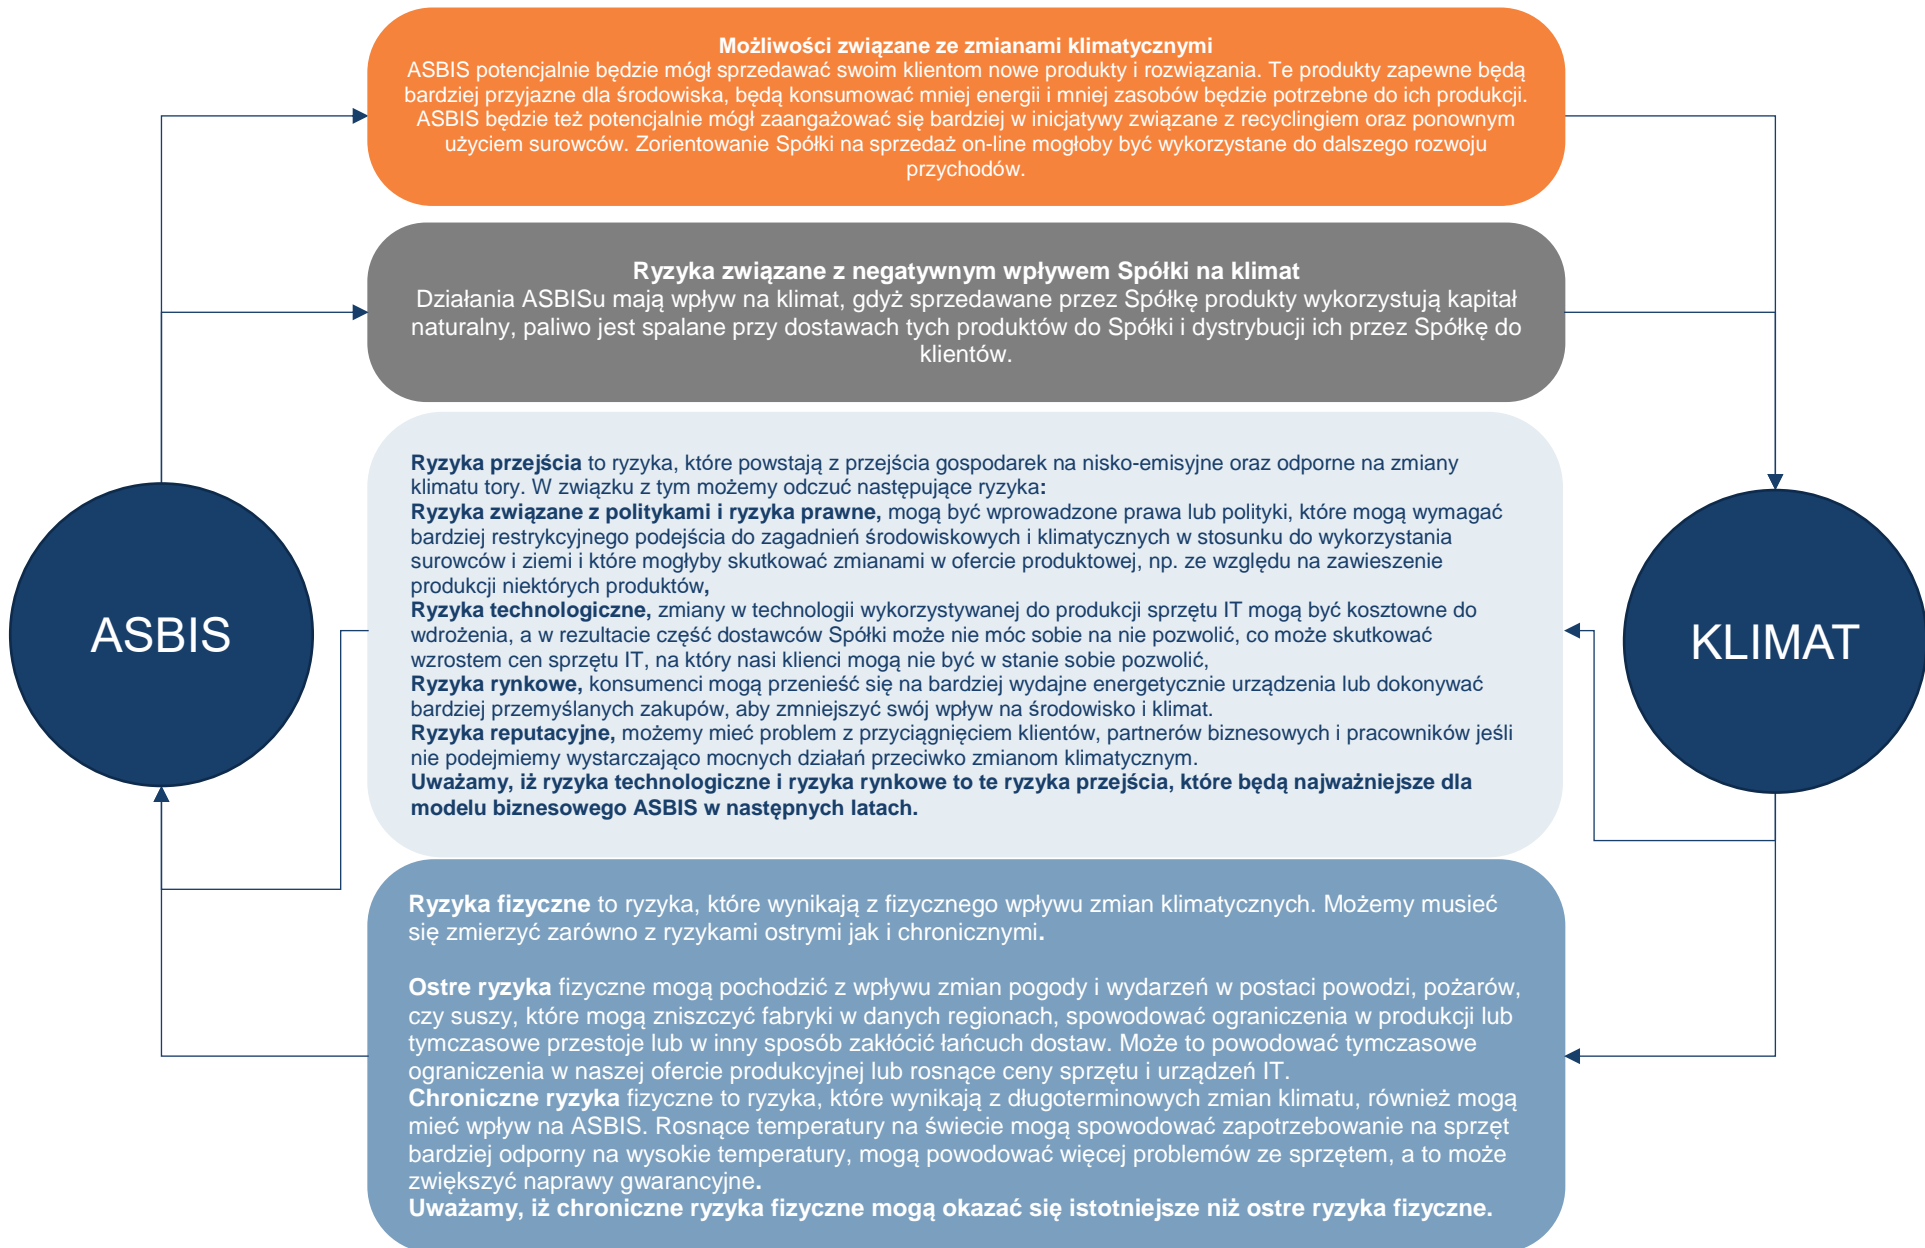 Możliwości związane ze zmianami klimatycznymi
ASBIS potencjalnie będzie mógł sprzedawać swoim klientom nowe produkty i rozwiązania. Te produkty zapewne będą
bardziej przyjazne dla środowiska, będą konsumować mniej energii i mniej zasobów będzie potrzebne do ich produkcji.
ASBIS będzie też potencjalnie mógł zaangażować się bardziej w inicjatywy związane z recyclingiem oraz ponownym
użyciem surowców. Zorientowanie Spółki na sprzedaż on-line mogłoby być wykorzystane do dalszego rozwoju
przychodów.
Ryzyka związane z negatywnym wpływem Spółki na klimat
Działania ASBISu mają wpływ na klimat, gdyż sprzedawane przez Spółkę produkty wykorzystują kapitał
naturalny, paliwo jest spalane przy dostawach tych produktów do Spółki i dystrybucji ich przez Spółkę do
klientów.
ASBIS
Ryzyka przejścia to ryzyka, które powstają z przejścia gospodarek na nisko-emisyjne oraz odporne na zmiany
klimatu tory. W związku z tym możemy odczuć następujące ryzyka:
Ryzyka związane z politykami i ryzyka prawne, mogą być wprowadzone prawa lub polityki, które mogą wymagać
bardziej restrykcyjnego podejścia do zagadnień środowiskowych i klimatycznych w stosunku do wykorzystania
surowców i ziemi i które mogłyby skutkować zmianami w ofercie produktowej, np. ze względu na zawieszenie
produkcji niektórych produktów,
Ryzyka technologiczne, zmiany w technologii wykorzystywanej do produkcji sprzętu IT mogą być kosztowne do
wdrożenia, a w rezultacie część dostawców Spółki może nie móc sobie na nie pozwolić, co może skutkować
wzrostem cen sprzętu IT, na który nasi klienci mogą nie być w stanie sobie pozwolić,
Ryzyka rynkowe, konsumenci mogą przenieść się na bardziej wydajne energetycznie urządzenia lub dokonywać
bardziej przemyślanych zakupów, aby zmniejszyć swój wpływ na środowisko i klimat.
Ryzyka reputacyjne, możemy mieć problem z przyciągnięciem klientów, partnerów biznesowych i pracowników jeśli
nie podejmiemy wystarczająco mocnych działań przeciwko zmianom klimatycznym.
Uważamy, iż ryzyka technologiczne i ryzyka rynkowe to te ryzyka przejścia, które będą najważniejsze dla
modelu biznesowego ASBIS w następnych latach.
KLIMAT
Ryzyka fizyczne to ryzyka, które wynikają z fizycznego wpływu zmian klimatycznych. Możemy musieć
się zmierzyć zarówno z ryzykami ostrymi jak i chronicznymi.
Ostre ryzyka fizyczne mogą pochodzić z wpływu zmian pogody i wydarzeń w postaci powodzi, pożarów,
czy suszy, które mogą zniszczyć fabryki w danych regionach, spowodować ograniczenia w produkcji lub
tymczasowe przestoje lub w inny sposób zakłócić łańcuch dostaw. Może to powodować tymczasowe
ograniczenia w naszej ofercie produkcyjnej lub rosnące ceny sprzętu i urządzeń IT.
Chroniczne ryzyka fizyczne to ryzyka, które wynikają z długoterminowych zmian klimatu, również mogą
mieć wpływ na ASBIS. Rosnące temperatury na świecie mogą spowodować zapotrzebowanie na sprzęt
bardziej odporny na wysokie temperatury, mogą powodować więcej problemów ze sprzętem, a to może
zwiększyć naprawy gwarancyjne.
Uważamy, iż chroniczne ryzyka fizyczne mogą okazać się istotniejsze niż ostre ryzyka fizyczne.